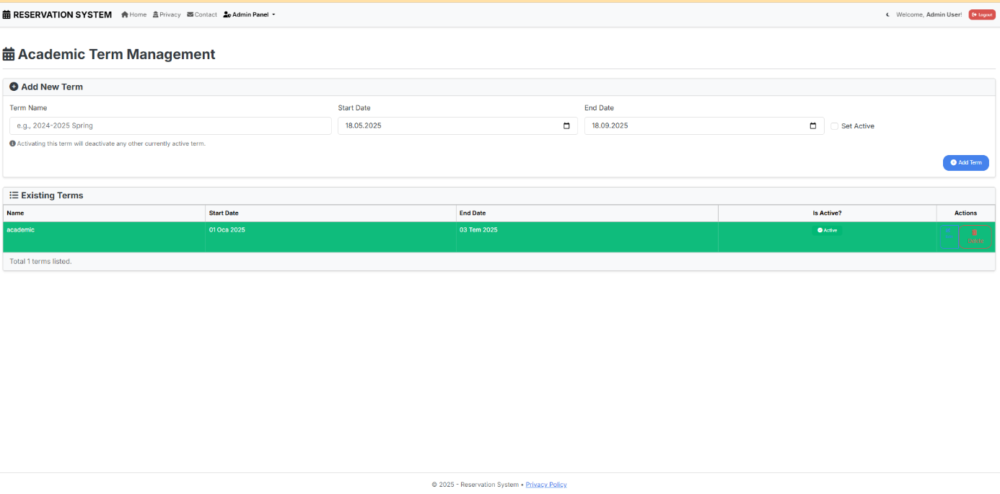 RESERVATION SYSTEM Home Privacy Contact Admin Panel Welcome, Admin User! Logout
Academic Term Management
Add New Term
Term Name Start Date End Date
e.g., 2024-2025 Spring 18.05.2025 18.09.2025 Set Active
Activating this term will deactivate any other currently active term.
Add Term
Existing Terms
Name Start Date End Date Is Active? Actions
academic 01 Oca 2025 03 Tem 2025 Active
Delete
Total 1 terms listed.
© 2025 - Reservation System • Privacy Policy